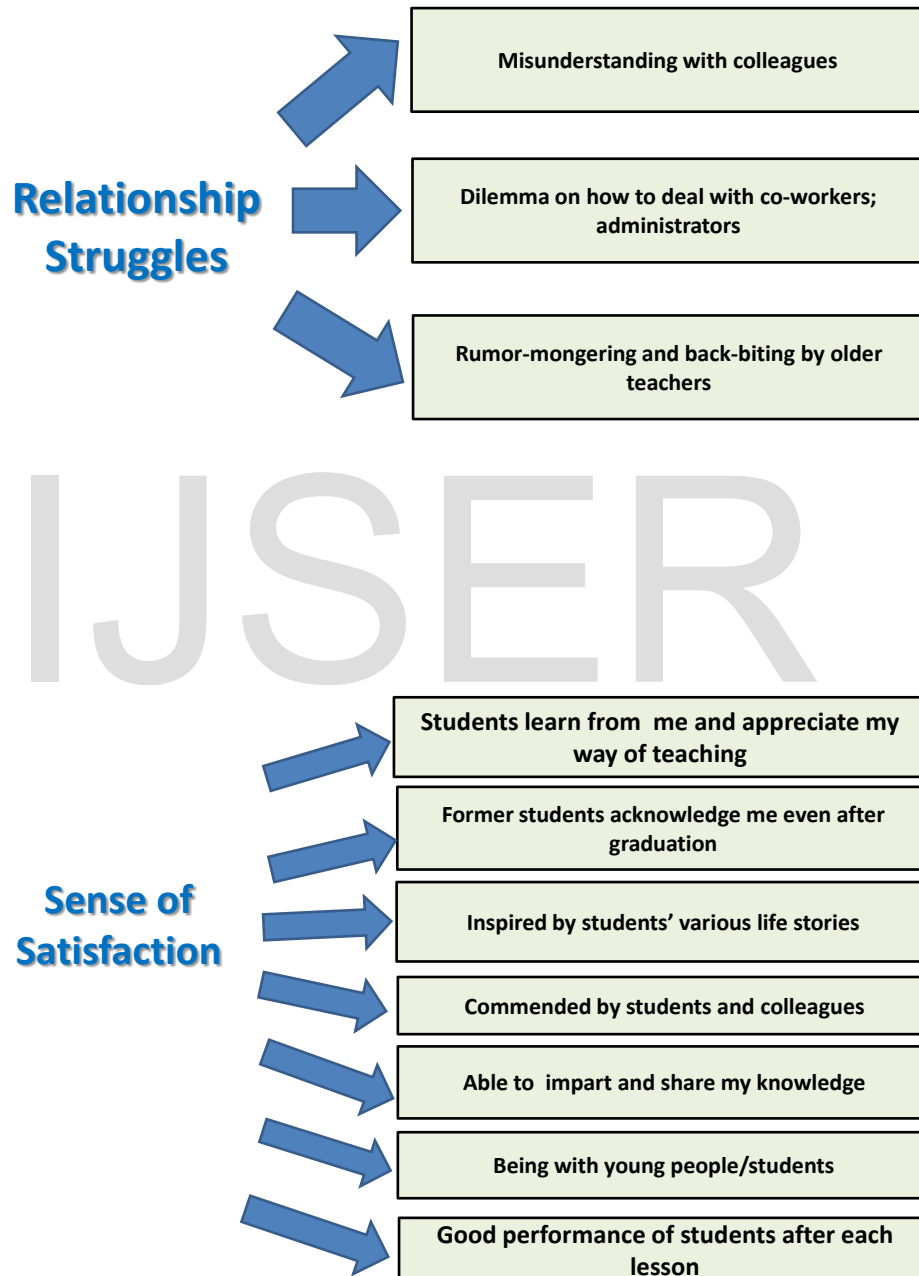 Misunderstanding with colleagues
Relationship
Struggles
Dilemma on how to deal with co-workers;
administrators
Rumor-mongering and back-biting by older
teachers
IJSER
Students learn from  me and appreciate my
way of teaching
Former students acknowledge me even after
graduation
Sense of
Satisfaction
Inspired by students’ various life stories
Commended by students and colleagues
Able to  impart and share my knowledge
Being with young people/students
Good performance of students after each
lesson